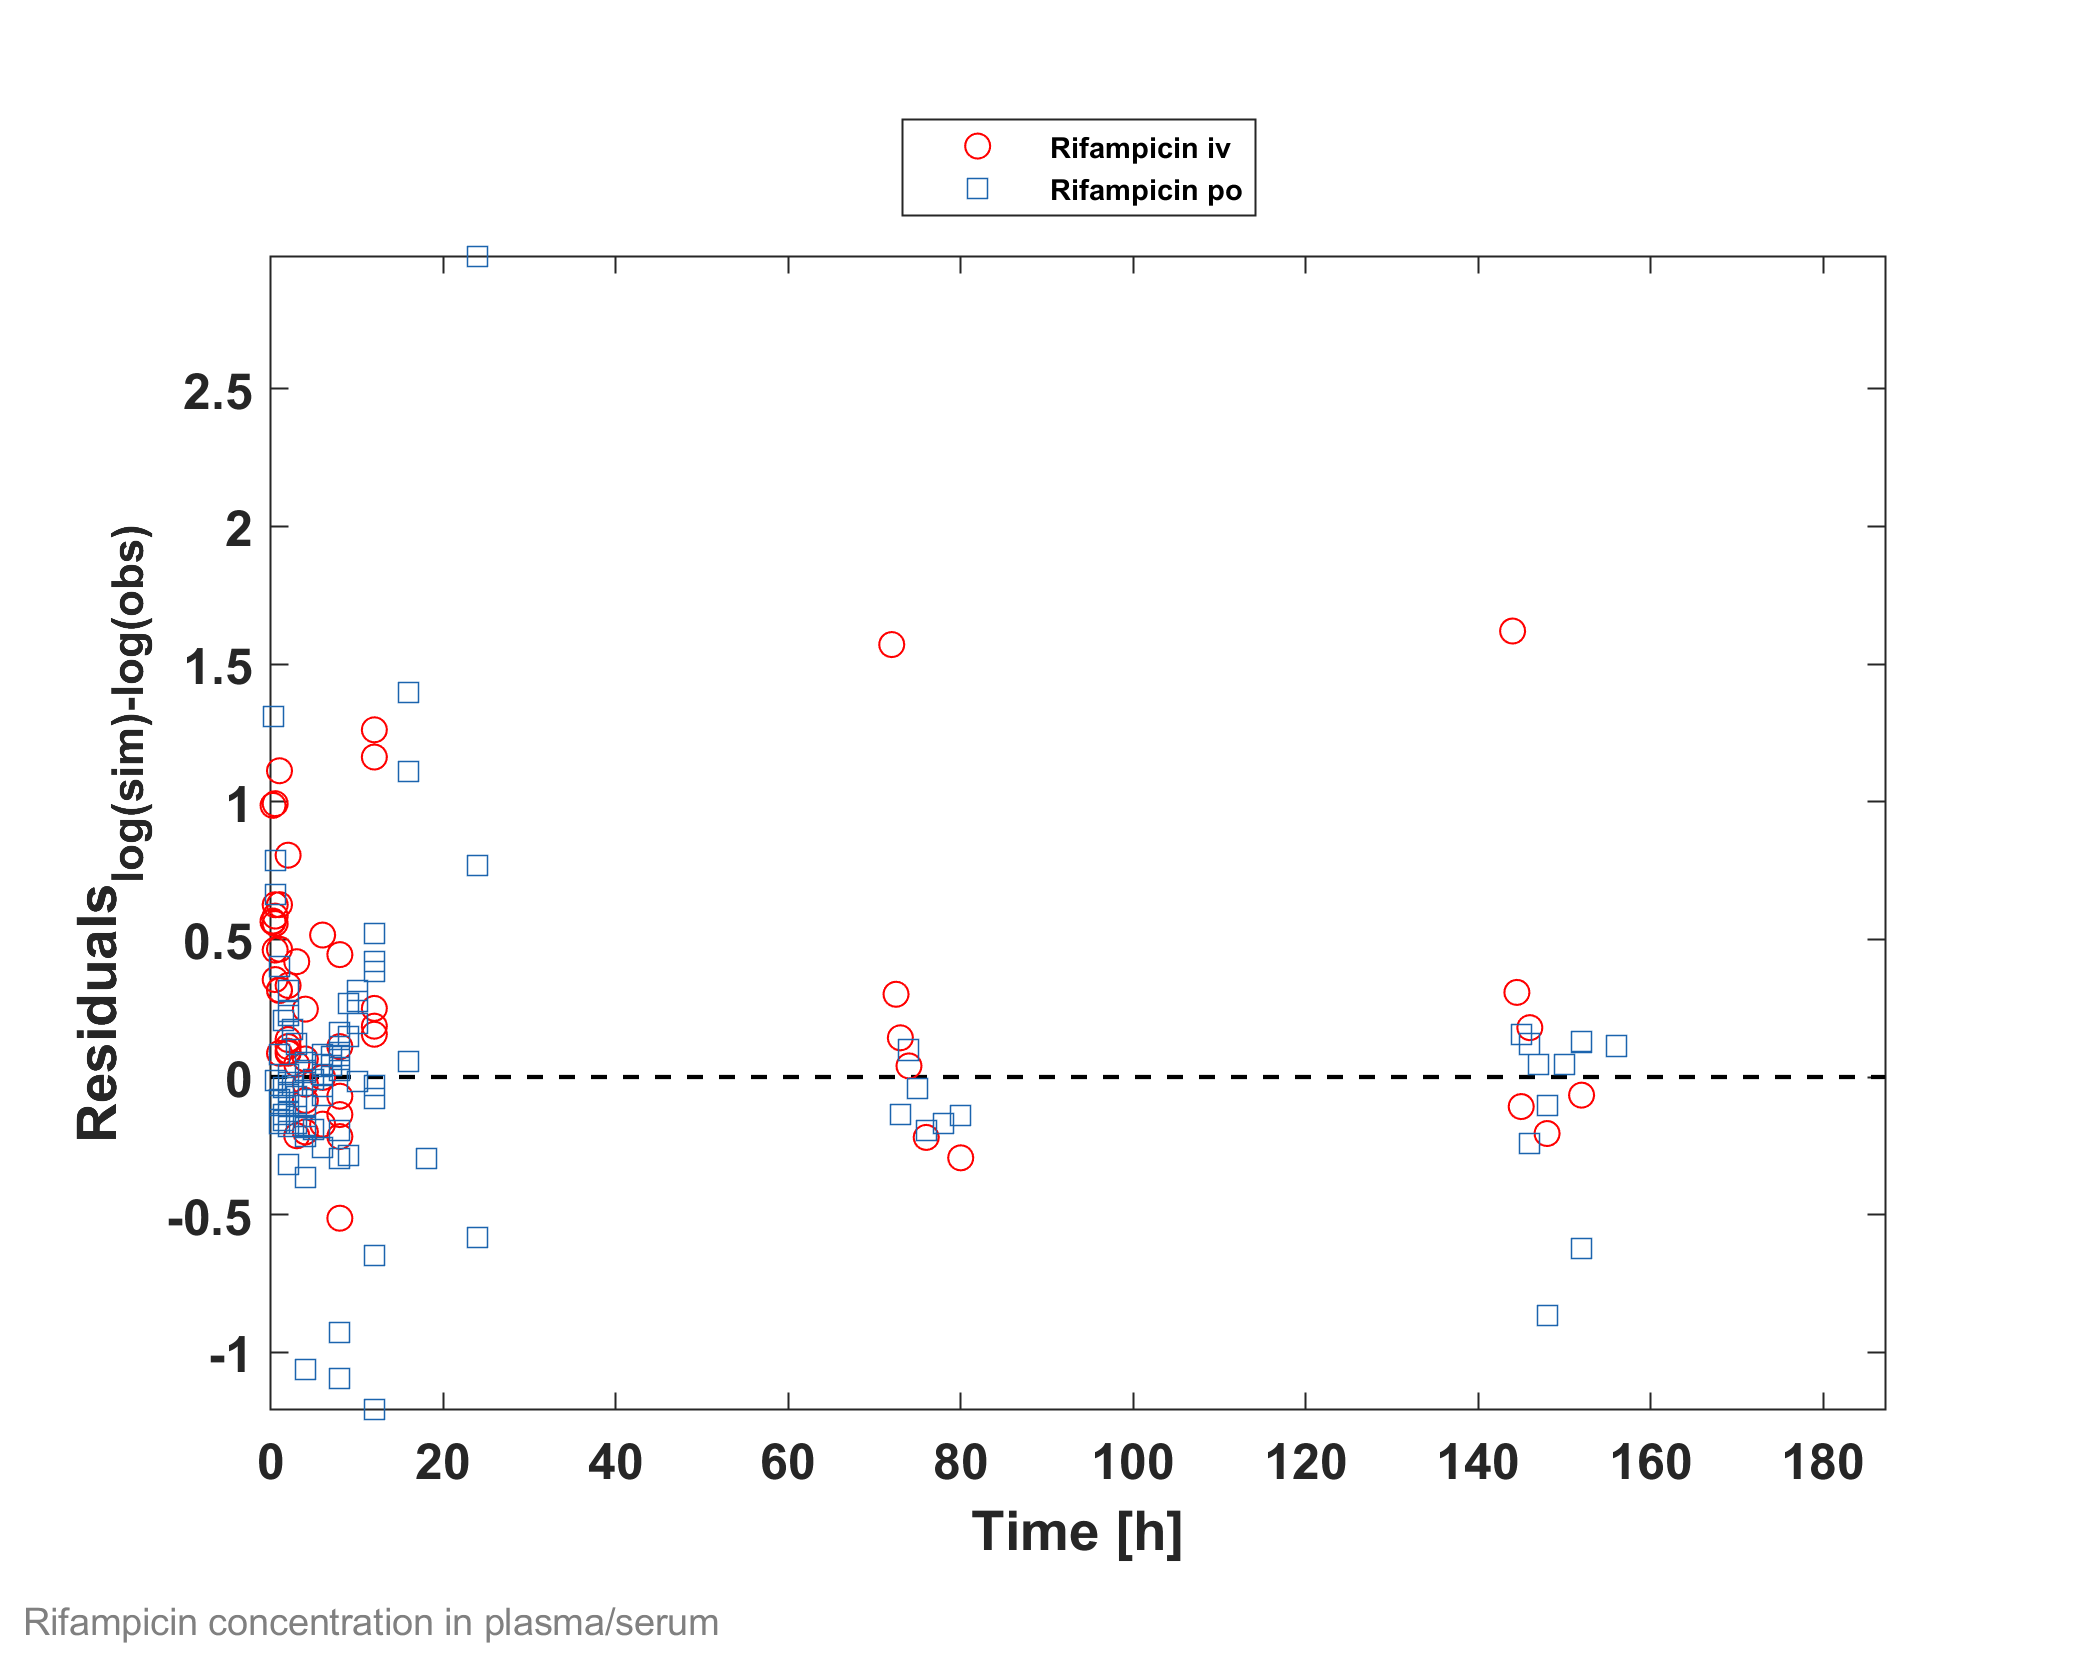 Rifampicin iv
Rifampicin po
2.5
2
1.5
1
0.5
0
-0.5
-1
Residuals log(sim)-log(obs)
0 20 40 60 80 100 120 140 160 180
Time [h]
Rifampicin concentration in plasma/serum